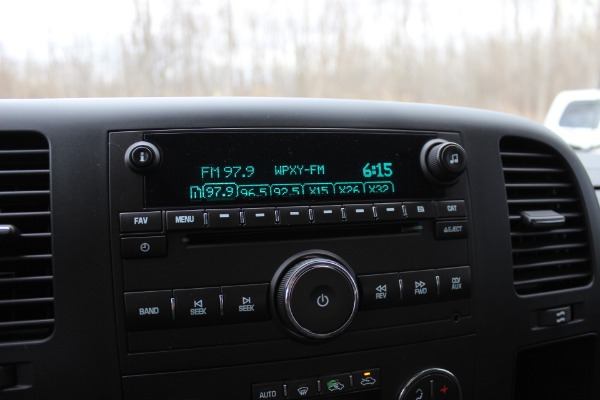 FM 97.9 WPXY-FM 6:15
97.9 96.5 92.5 X15 X26 X32
FAV MENU CAT
EJECT
BAND SEEK SEEK REV FWD AUX
AUTO